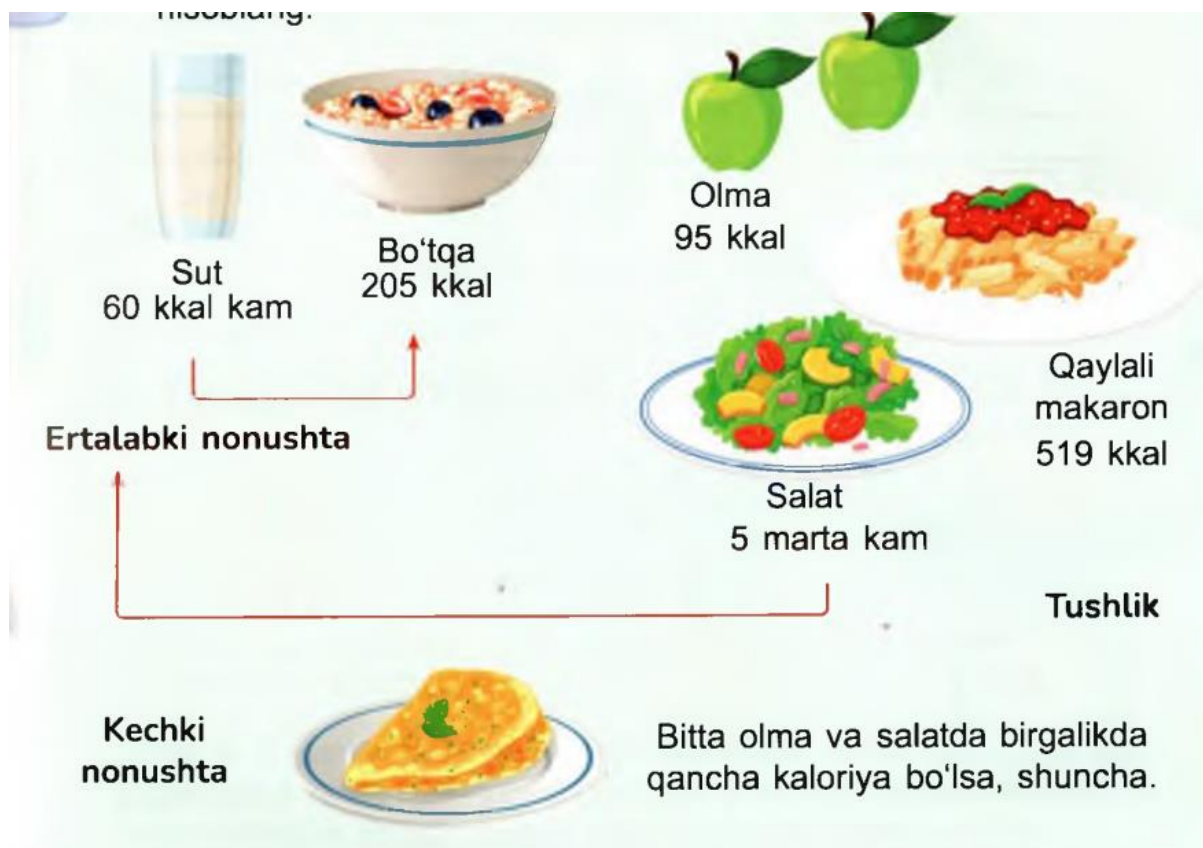 hisoblang.
Sut
60 kkal kam
Bo‘tqa
205 kkal
Olma
95 kkal
Qaylali
makaron
519 kkal
Ertalabki nonushta
Salat
5 marta kam
Tushlik
Kechki
nonushta
Bitta olma va salatda birgalikda
qancha kaloriya bo‘lsa, shuncha.